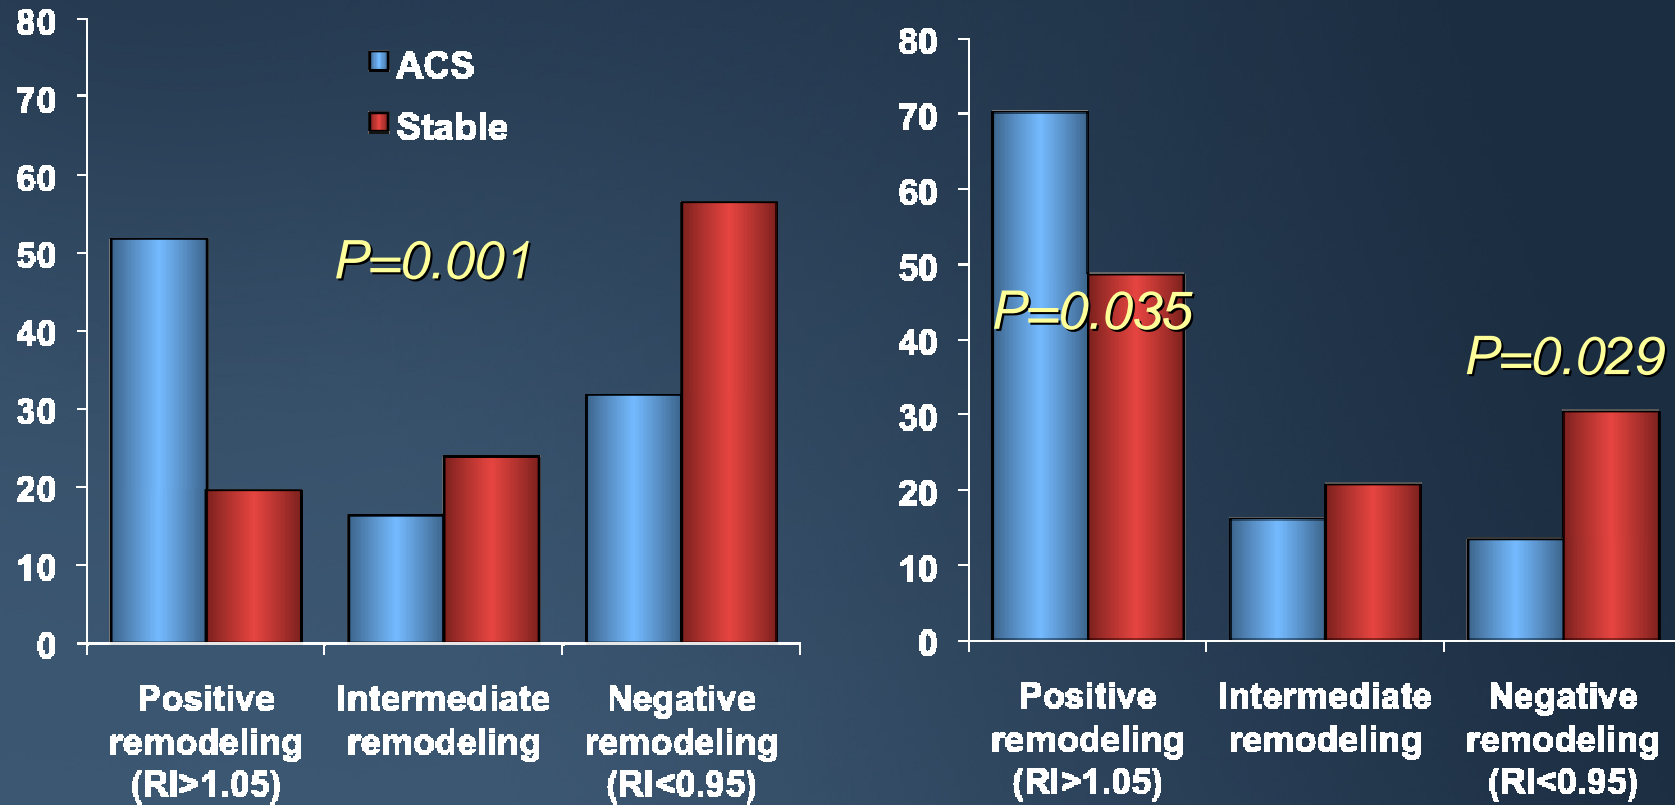 80
70
60
50
40
30
20
10
0
ACS
Stable
P=0.001
Positive
remodeling
(RI>1.05)
Intermediate
remodeling
Negative
remodeling
(RI<0.95)
80
70
60
50
40
30
20
10
0
P=0.035
P=0.029
Positive
remodeling
(RI>1.05)
Intermediate
remodeling
Negative
remodeling
(RI<0.95)